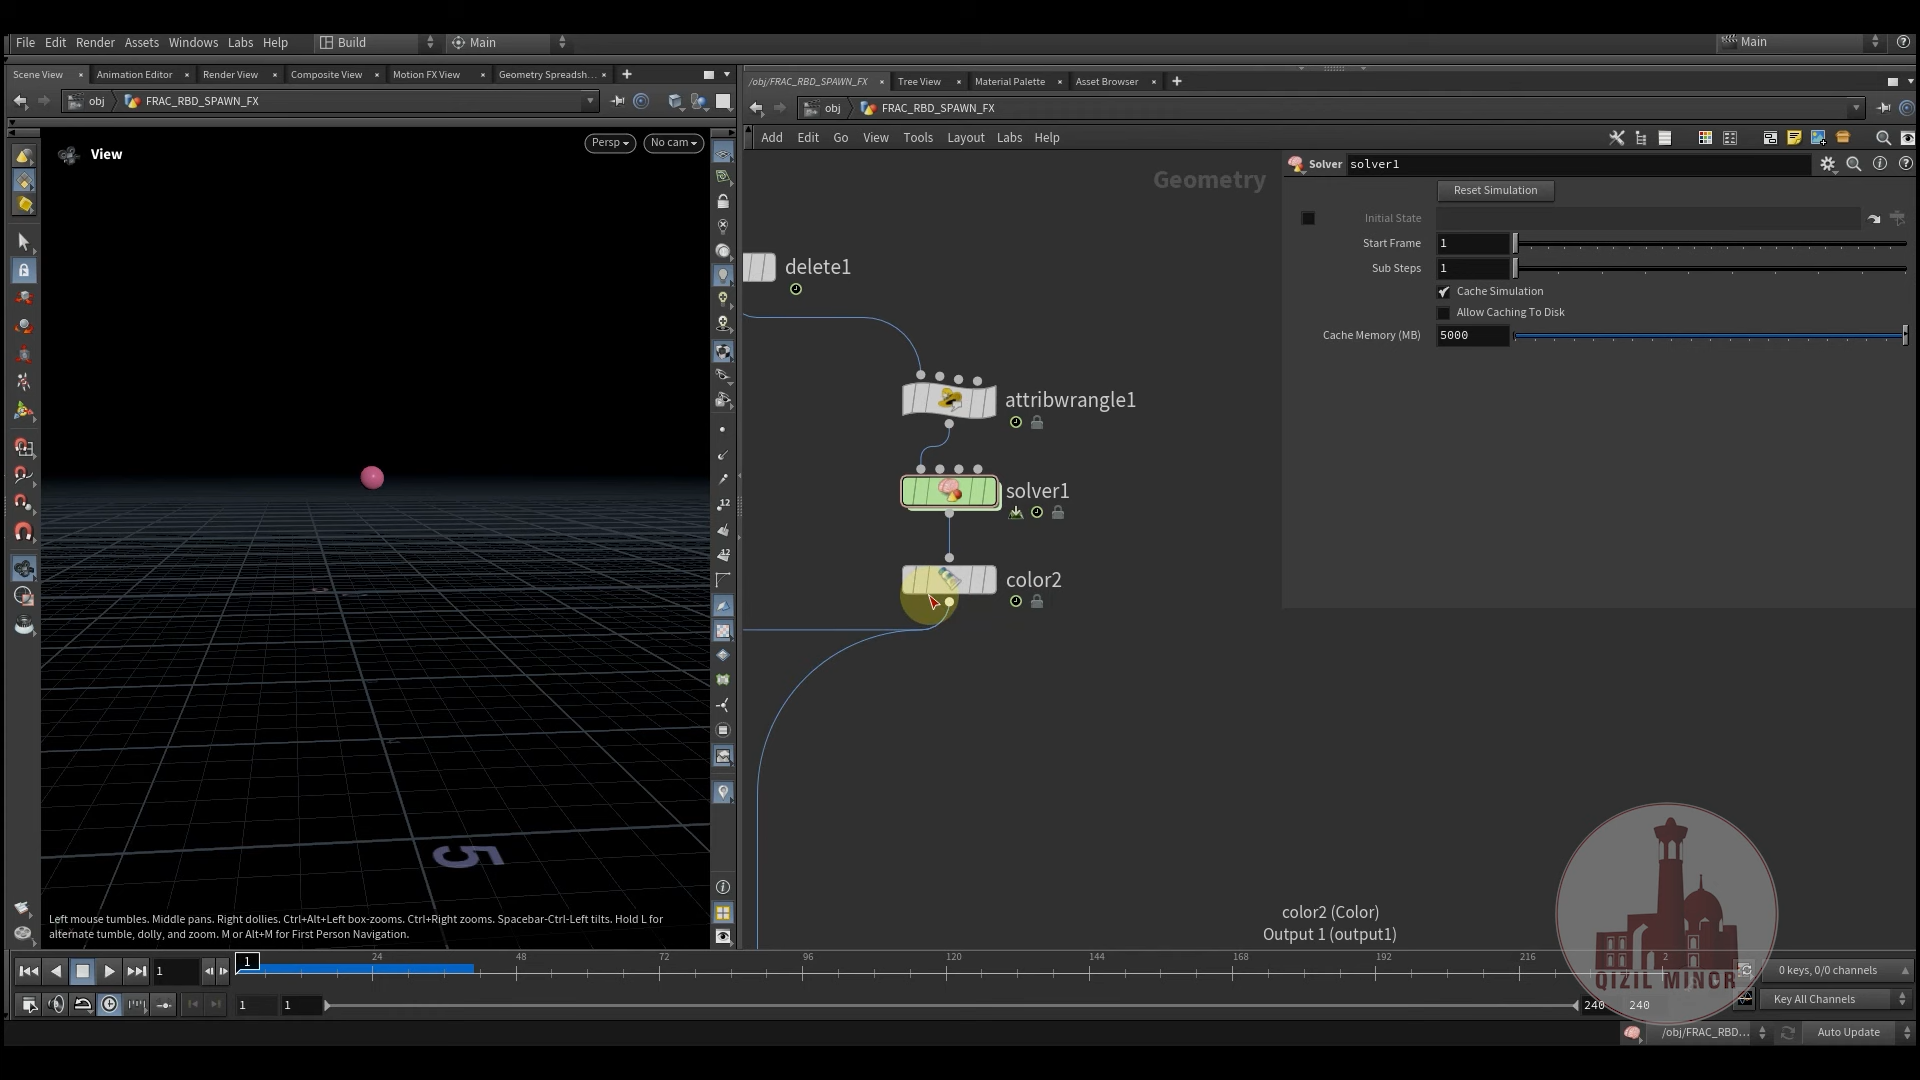 File Edit Render Assets Windows Labs Help Build Main Main
Scene View Animation Editor Render View Composite View Motion FX View Geometry Spreadsh...
/obj/FRAC_RBD_SPAWN_FX Tree View Material Palette Asset Browser
obj FRAC_RBD_SPAWN_FX
obj FRAC_RBD_SPAWN_FX
Add Edit Go View Tools Layout Labs Help
View
Persp
No cam
Geometry
Solver solver1
Reset Simulation
Initial State
Start Frame 1
Sub Steps 1
Cache Simulation
Allow Caching To Disk
Cache Memory (MB) 5000
delete1
attribwrangle1
solver1
color2
12
12
5
Left mouse tumbles. Middle pans. Right dollies. Ctrl+Alt+Left box-zooms. Ctrl+Right zooms. Spacebar-Ctrl-Left tilts. Hold L for
alternate tumble, dolly, and zoom. M or Alt+M for First Person Navigation.
color2 (Color)
Output 1 (output1)
QIZIL MINOR
1 1 24 48 72 96 120 144 168 192 216 2
0 keys, 0/0 channels
1 1 240 240
Key All Channels
/obj/FRAC_RBD...
Auto Update